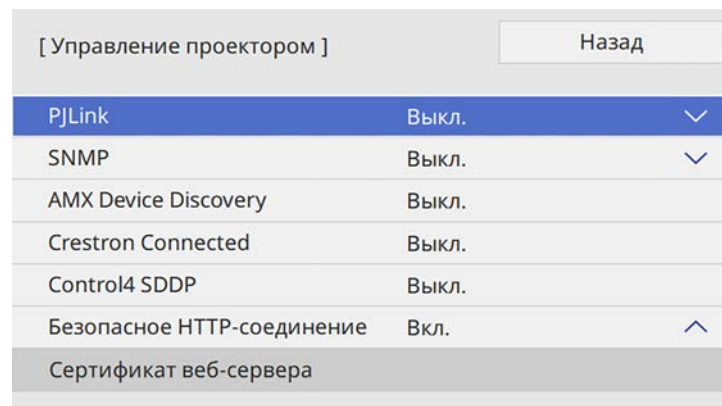 [ Управление проектором ] Назад
PJLink Выкл.
SNMP Выкл.
AMX Device Discovery Выкл.
Crestron Connected Выкл.
Control4 SDDP Выкл.
Безопасное HTTP-соединение Вкл.
Сертификат веб-сервера